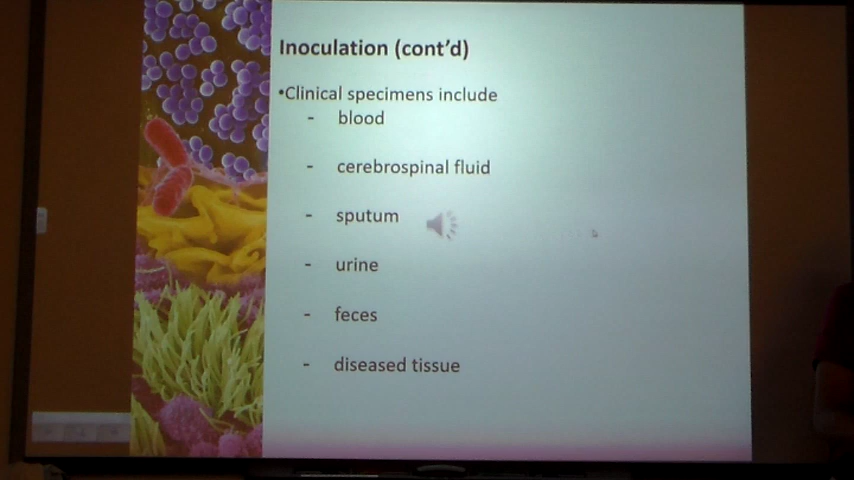 Inoculation (cont'd)
•Clinical specimens include
- blood
- cerebrospinal fluid
- sputum
- urine
- feces
- diseased tissue